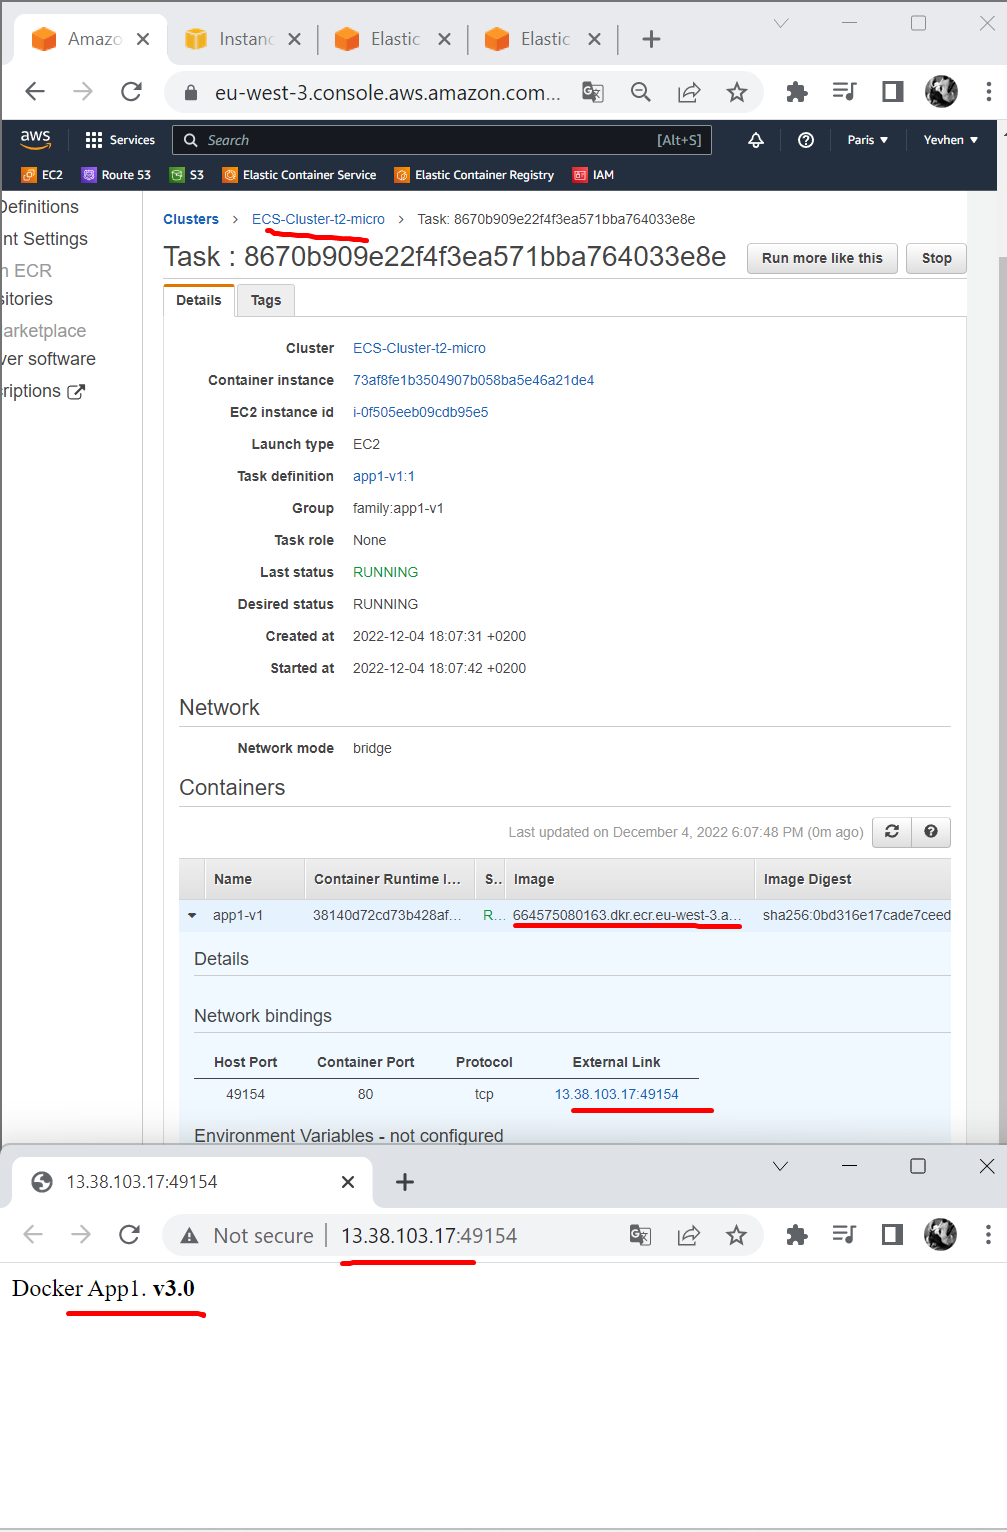 Amazo
Instanc
Elastic
Elastic
eu-west-3.console.aws.amazon.com...
aws
Services
Search
[Alt+S]
Paris
Yevhen
EC2
Route 53
S3
Elastic Container Service
Elastic Container Registry
IAM
Definitions
nt Settings
ECR
sitories
arketplace
ver software
criptions
Clusters > ECS-Cluster-t2-micro > Task: 8670b909e22f4f3ea571bba764033e8e
Task : 8670b909e22f4f3ea571bba764033e8e
Run more like this
Stop
Details
Tags
Cluster ECS-Cluster-t2-micro
Container instance 73af8fe1b3504907b058ba5e46a21de4
EC2 instance id i-0f505eeb09cdb95e5
Launch type EC2
Task definition app1-v1:1
Group family:app1-v1
Task role None
Last status RUNNING
Desired status RUNNING
Created at 2022-12-04 18:07:31 +0200
Started at 2022-12-04 18:07:42 +0200
Network
Network mode bridge
Containers
Last updated on December 4, 2022 6:07:48 PM (0m ago)
Name Container Runtime I... S.. Image Image Digest
app1-v1 38140d72cd73b428af... R... 664575080163.dkr.ecr.eu-west-3.a... sha256:0bd316e17cade7ceed
Details
Network bindings
Host Port Container Port Protocol External Link
49154 80 tcp 13.38.103.17:49154
Environment Variables - not configured
13.38.103.17:49154
Not secure | 13.38.103.17:49154
Docker App1. v3.0